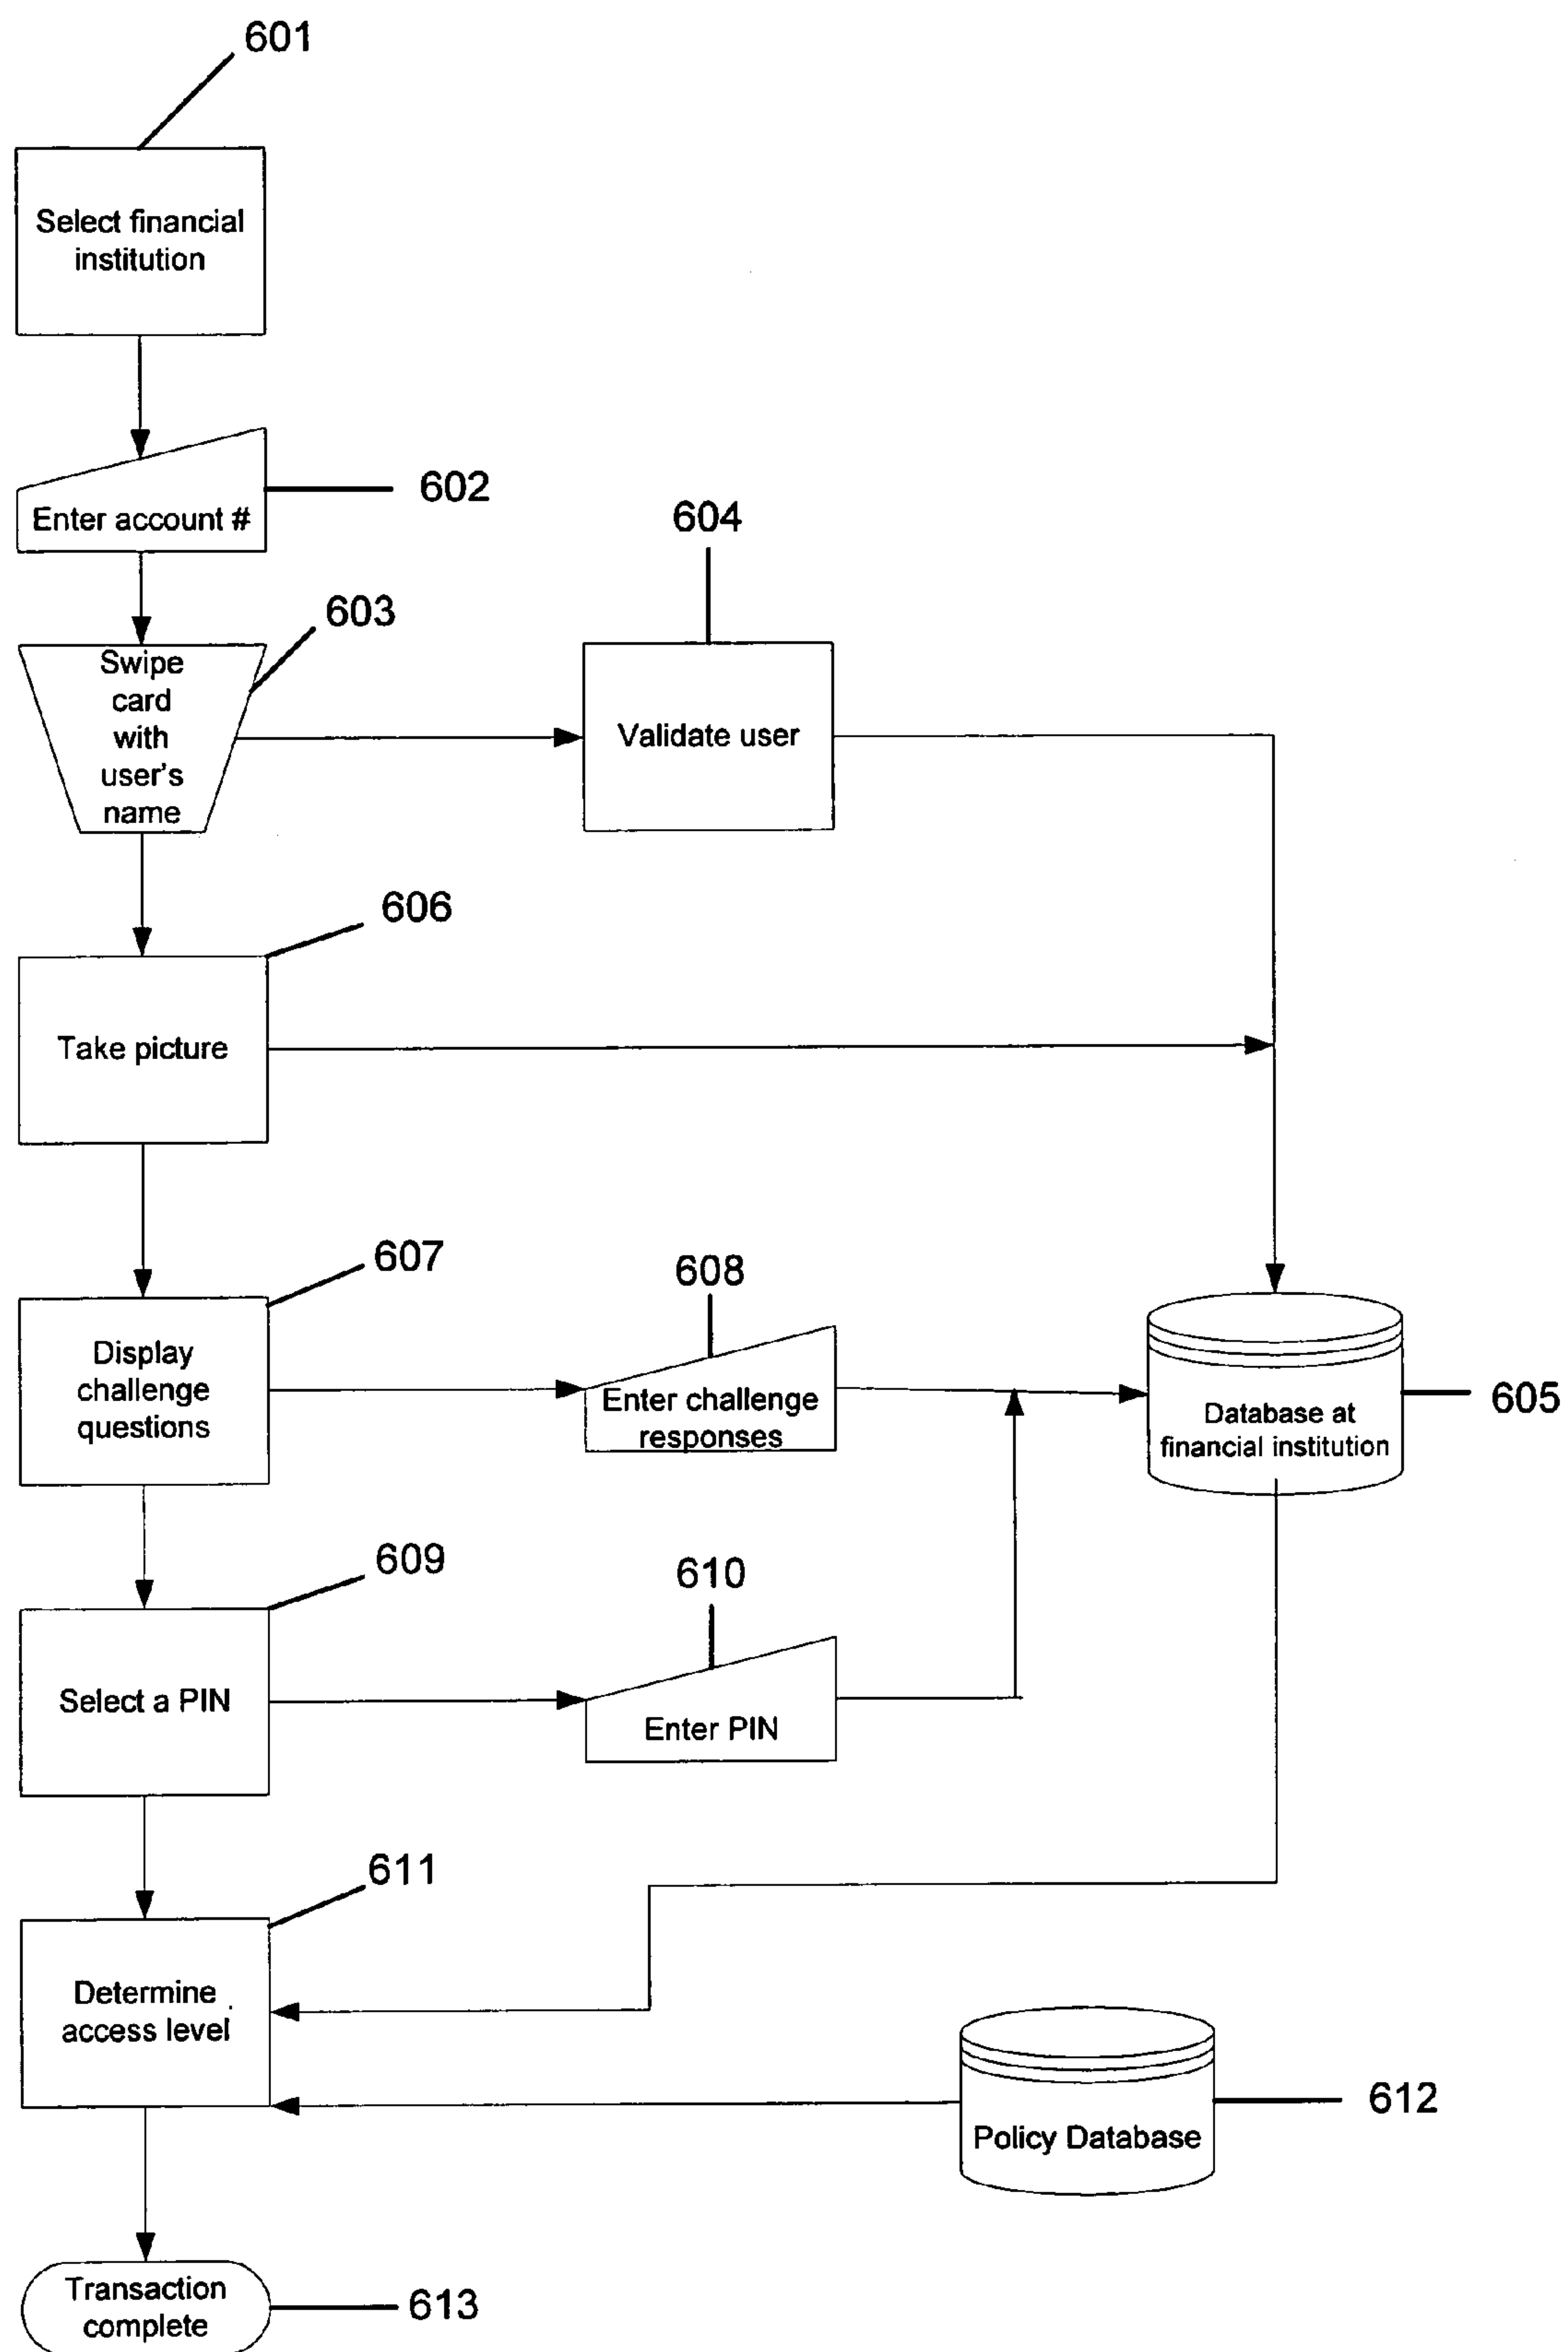 601
Select financial
institution
602
Enter account #
603
Swipe
card
with
user's
name
604
Validate user
606
Take picture
607
Display
challenge
questions
608
Enter challenge
responses
605
Database at
financial institution
609
Select a PIN
610
Enter PIN
611
Determine
access level
612
Policy Database
Transaction
complete
613